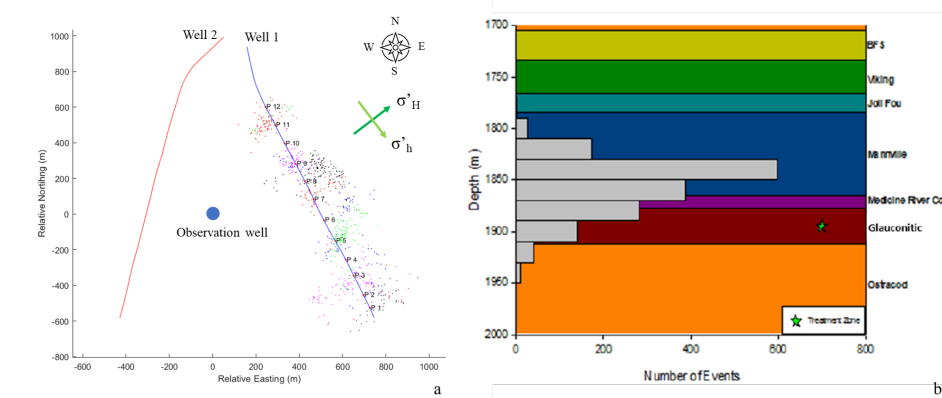 Well 2
Well 1
N
W
E
S
σ'H
σ'h
1000
800
600
400
200
0
-200
-400
-600
-800
Relative Northing (m)
P 12
P 11
P 10
P 9
P 8
P 7
P 6
P 5
P 4
P 3
P 2
P 1
Observation well
-600
-400
-200
0
200
400
600
800
1000
Relative Easting (m)
a
1700
1750
1800
1850
1900
1950
2000
Depth (m)
BFS
Viking
Joli Fou
Mannville
Medicine River Co
Glauconitic
Ostracod
Treatment Zone
0
200
400
600
800
Number of Events
b